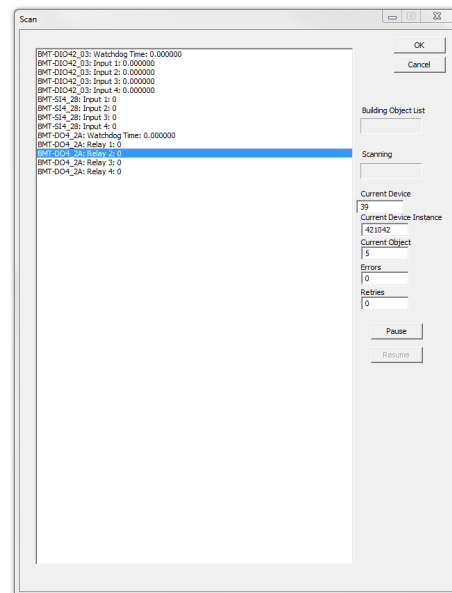 Scan
BMT-DIO42_03: Watchdog Time: 0.000000
BMT-DIO42_03: Input 1: 0.000000
BMT-DIO42_03: Input 2: 0.000000
BMT-DIO42_03: Input 3: 0.000000
BMT-DIO42_03: Input 4: 0.000000
BMT-SI4_28: Input 1: 0
BMT-SI4_28: Input 2: 0
BMT-SI4_28: Input 3: 0
BMT-SI4_28: Input 4: 0
BMT-DO4_2A: Watchdog Time: 0.000000
BMT-DO4_2A: Relay 1: 0
BMT-DO4_2A: Relay 2: 0
BMT-DO4_2A: Relay 3: 0
BMT-DO4_2A: Relay 4: 0
OK
Cancel
Building Object List
Scanning
Current Device
39
Current Device Instance
421042
Current Object
5
Errors
0
Retries
0
Pause
Resume